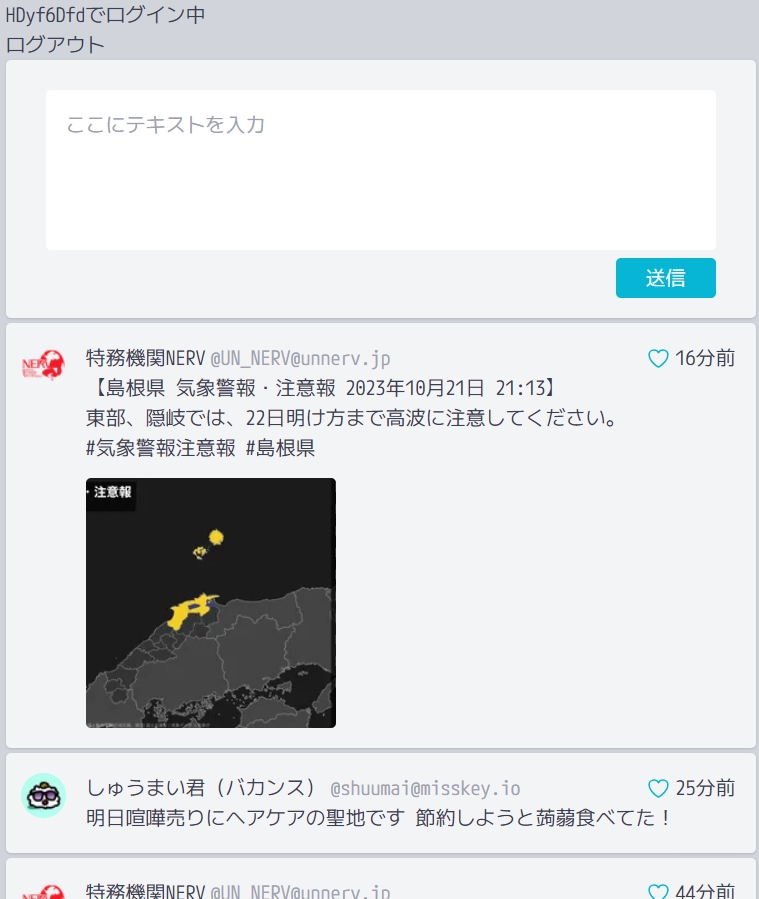 HDyf6Dfdでログイン中
ログアウト
ここにテキストを入力
送信
特務機関NERV @UN_NERV@unnerv.jp 16分前
【島根県 気象警報・注意報 2023年10月21日 21:13】
東部、隠岐では、22日明け方まで高波に注意してください。
#気象警報注意報 #島根県
・注意報
しゅうまい君（バカンス） @shuumai@misskey.io 25分前
明日喧嘩売りにヘアケアの聖地です 節約しようと蒟蒻食べてた！
特務機関NERV @UN_NERV@unnerv.jp 44分前